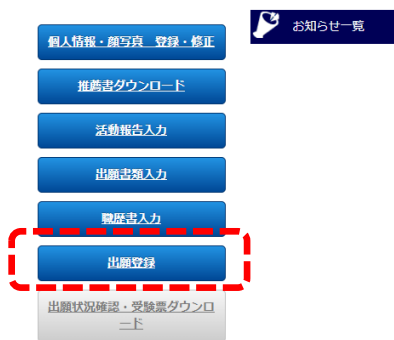 個人情報・顔写真　登録・修正
お知らせ一覧
推薦書ダウンロード
活動報告入力
出願書類入力
職歴書入力
出願登録
出願状況確認・受験票ダウンロ
ード